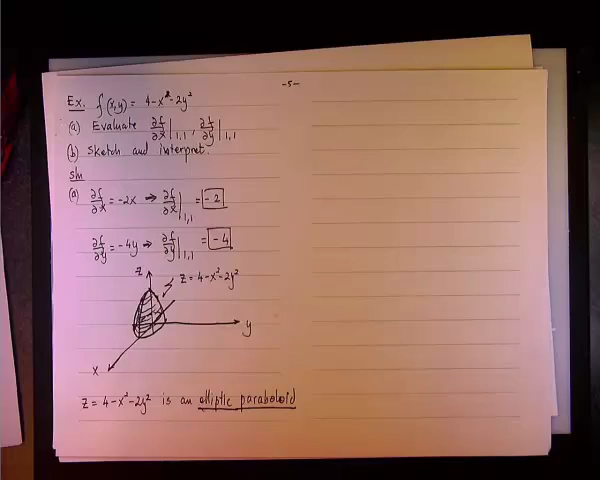 -5-
Ex. f(x,y) = 4-x²-2y²
(a) Evaluate ∂f/∂x|1,1 , ∂f/∂y|1,1
(b) Sketch and interpret.
Sln
(a) ∂f/∂x = -2x ⇒ ∂f/∂x|1,1 = -2
∂f/∂y = -4y ⇒ ∂f/∂y|1,1 = -4
z
z = 4-x²-2y²
y
x
z = 4-x²-2y² is an elliptic paraboloid